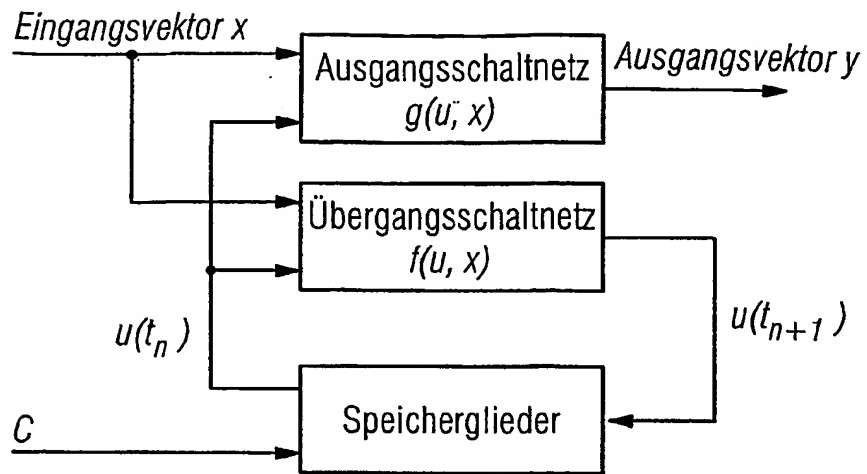 Eingangsvektor x
Ausgangsschaltnetz
g(u, x)
Ausgangsvektor y
Übergangsschaltnetz
f(u, x)
u(tₙ)
u(tₙ₊₁)
Speicherglieder
C